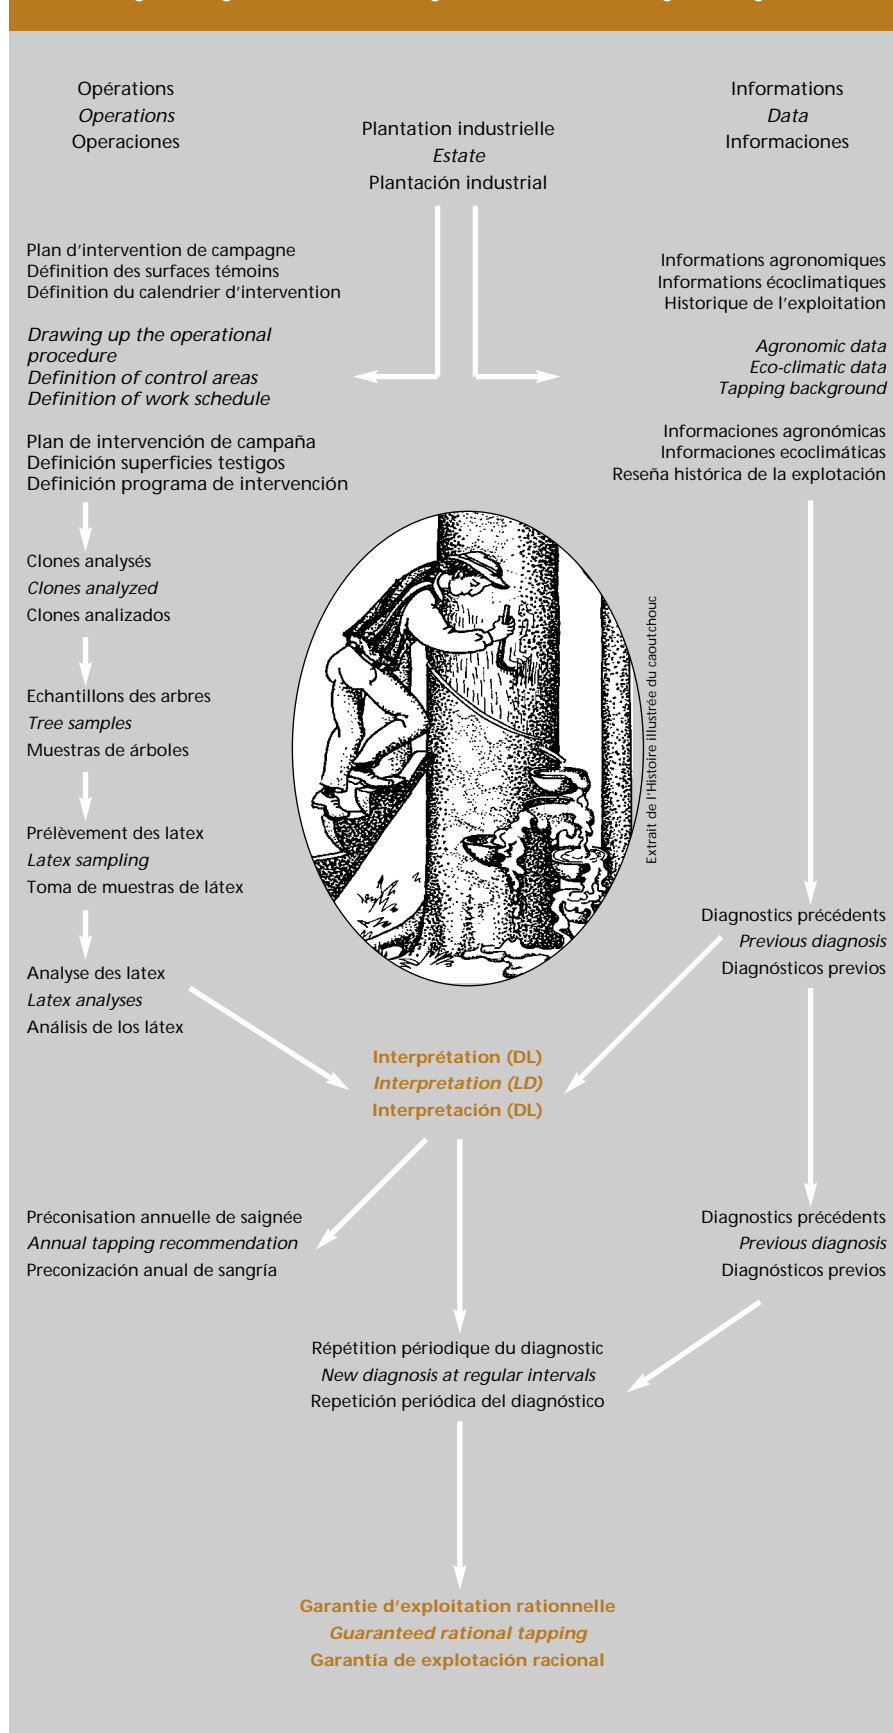 Opérations
Operations
Operaciones
Informations
Data
Informaciones
Plantation industrielle
Estate
Plantación industrial
Plan d'intervention de campagne
Définition des surfaces témoins
Définition du calendrier d'intervention
Drawing up the operational
procedure
Definition of control areas
Definition of work schedule
Plan de intervención de campaña
Definición superficies testigos
Definición programa de intervención
Informations agronomiques
Informations écoclimatiques
Historique de l'exploitation
Agronomic data
Eco-climatic data
Tapping background
Informaciones agronómicas
Informaciones ecoclimáticas
Reseña histórica de la explotación
Clones analysés
Clones analyzed
Clones analizados
Echantillons des arbres
Tree samples
Muestras de árboles
Prélèvement des latex
Latex sampling
Toma de muestras de látex
Analyse des latex
Latex analyses
Análisis de los látex
Extrait de l'Histoire illustrée du caoutchouc
Diagnostics précédents
Previous diagnosis
Diagnósticos previos
Interprétation (DL)
Interpretation (LD)
Interpretación (DL)
Préconisation annuelle de saignée
Annual tapping recommendation
Preconización anual de sangría
Diagnostics précédents
Previous diagnosis
Diagnósticos previos
Répétition périodique du diagnostic
New diagnosis at regular intervals
Repetición periódica del diagnóstico
Garantie d'exploitation rationnelle
Guaranteed rational tapping
Garantía de explotación racional